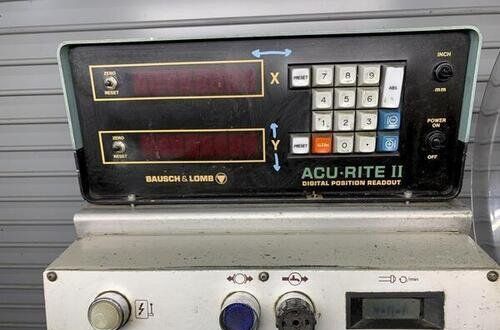 INCH
mm
ZERO
RESET
X
PRESET
7 8 9
ABS
4 5 6
1 2 3
0 .
POWER
ON
OFF
ZERO
RESET
Y
PRESET
BAUSCH & LOMB
ACU·RITE II
DIGITAL POSITION READOUT
/min